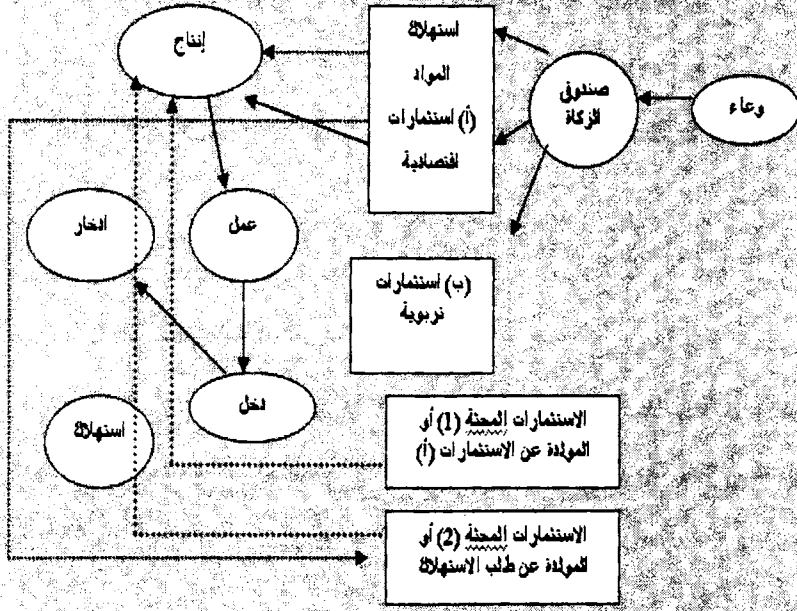 وعاء
صندوق
الزكاة
استهلاك
المواد
(أ) استثمارات
اقتصادية
إنتاج
عمل
ادخار
(ب) استثمارات
تربوية
دخل
استهلاك
الاستثمارات المحثة (1) أو
المولدة عن الاستثمارات (أ)
الاستثمارات المحثة (2) أو
المولدة عن طلب الاستهلاك